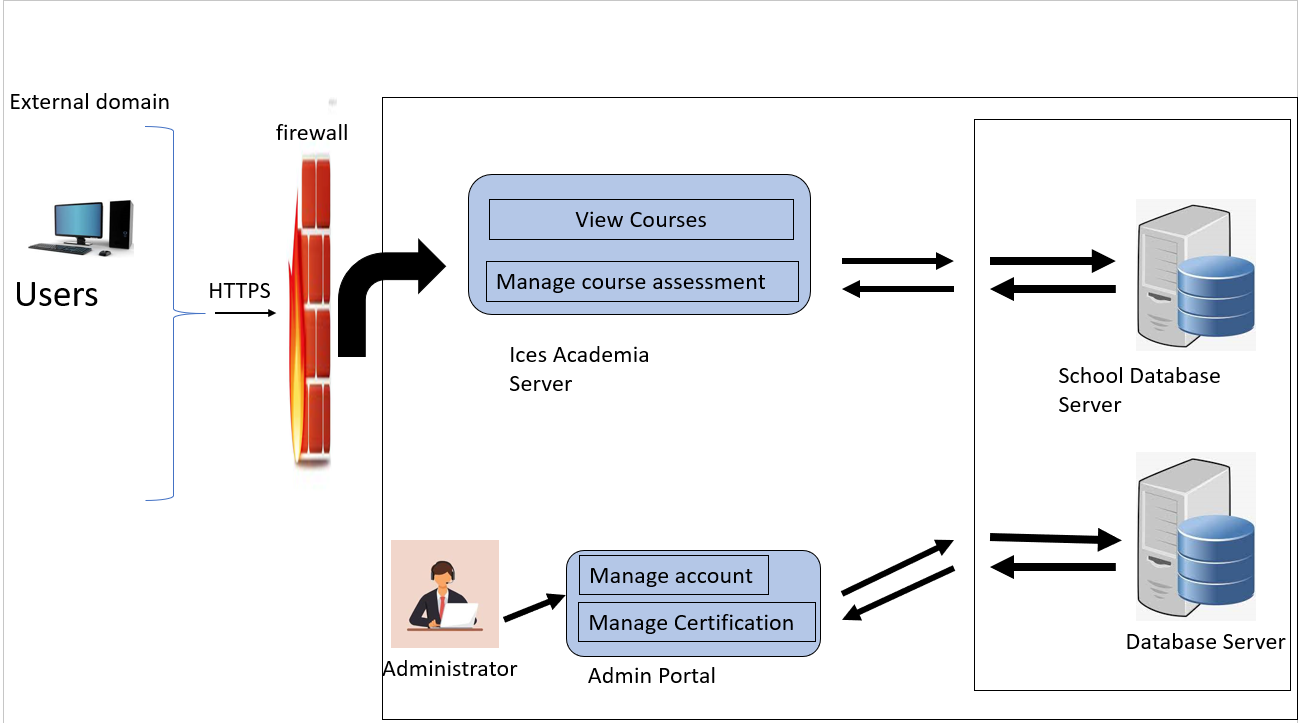 External domain
firewall
Users
HTTPS
View Courses
Manage course assessment
Ices Academia
Server
School Database
Server
Manage account
Manage Certification
Administrator
Admin Portal
Database Server